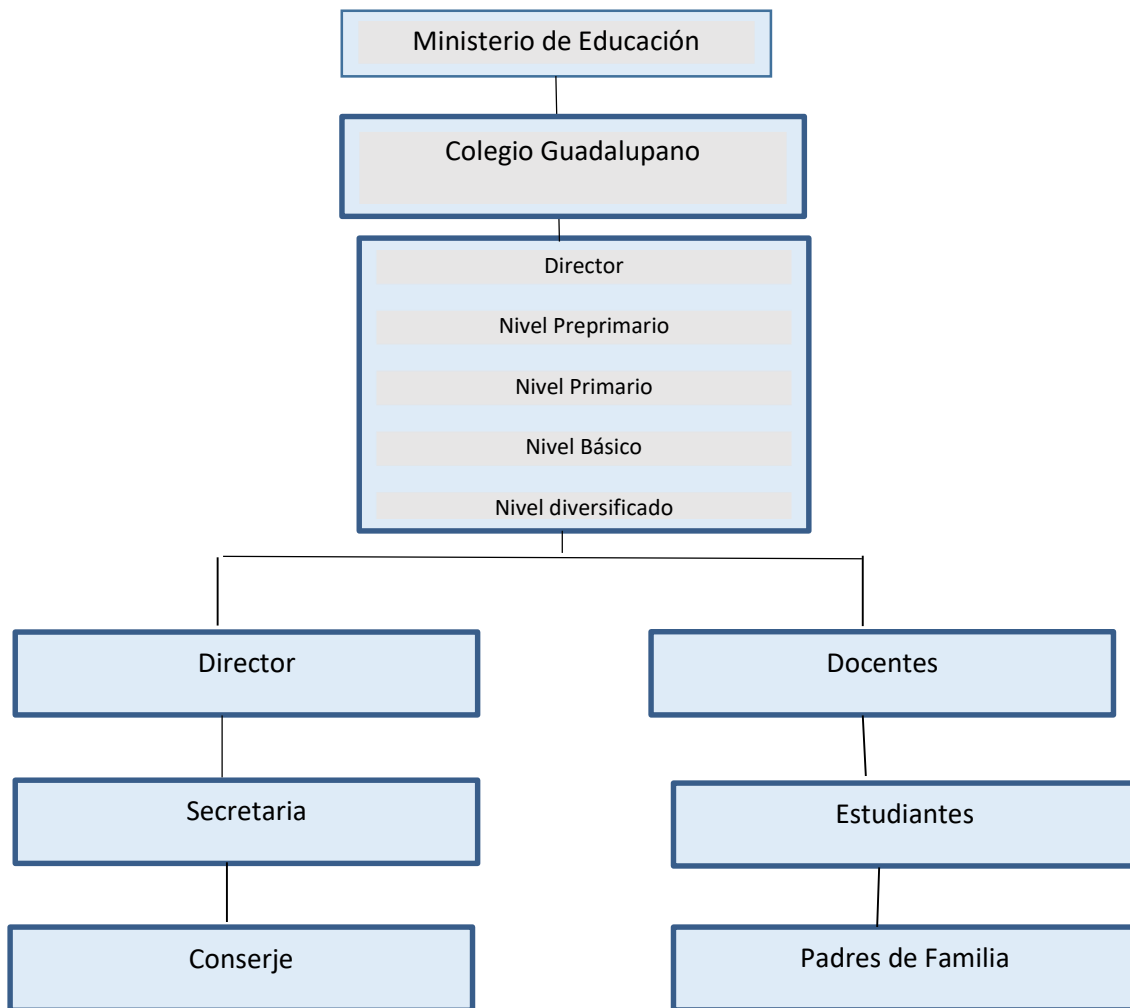 Ministerio de Educación
Colegio Guadalupano
Director
Nivel Preprimario
Nivel Primario
Nivel Básico
Nivel diversificado
Director
Docentes
Secretaria
Estudiantes
Conserje
Padres de Familia